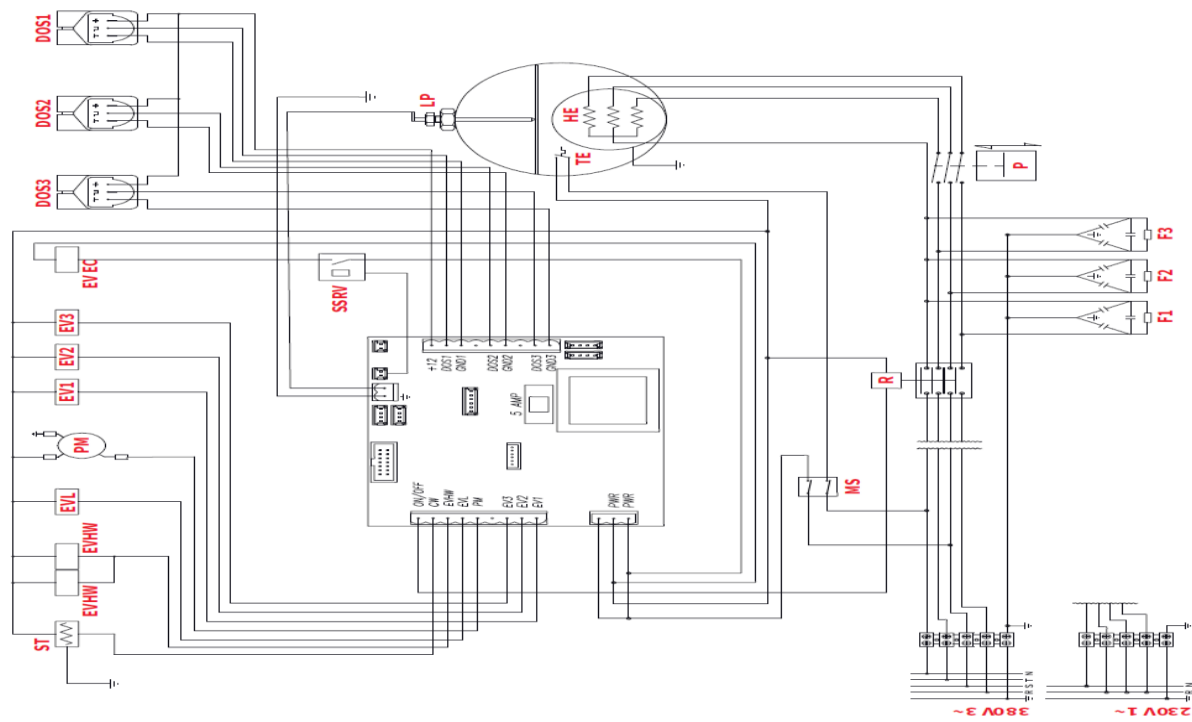 DOS1
DOS2
DOS3
EV EC
EV3
EV2
EV1
PM
EVL
EVHW
EVHW
ST
LP
HE
TE
SSRV
P
F3
F2
F1
R
MS
+12
DOS1
GND1
DOS2
GND2
DOS3
GND3
5 AMP
ON/OFF
CW
EVHW
EVL
PM
EV3
EV2
EV1
PWR
PWR
R S T N
380V 3~
R N
230V 1~